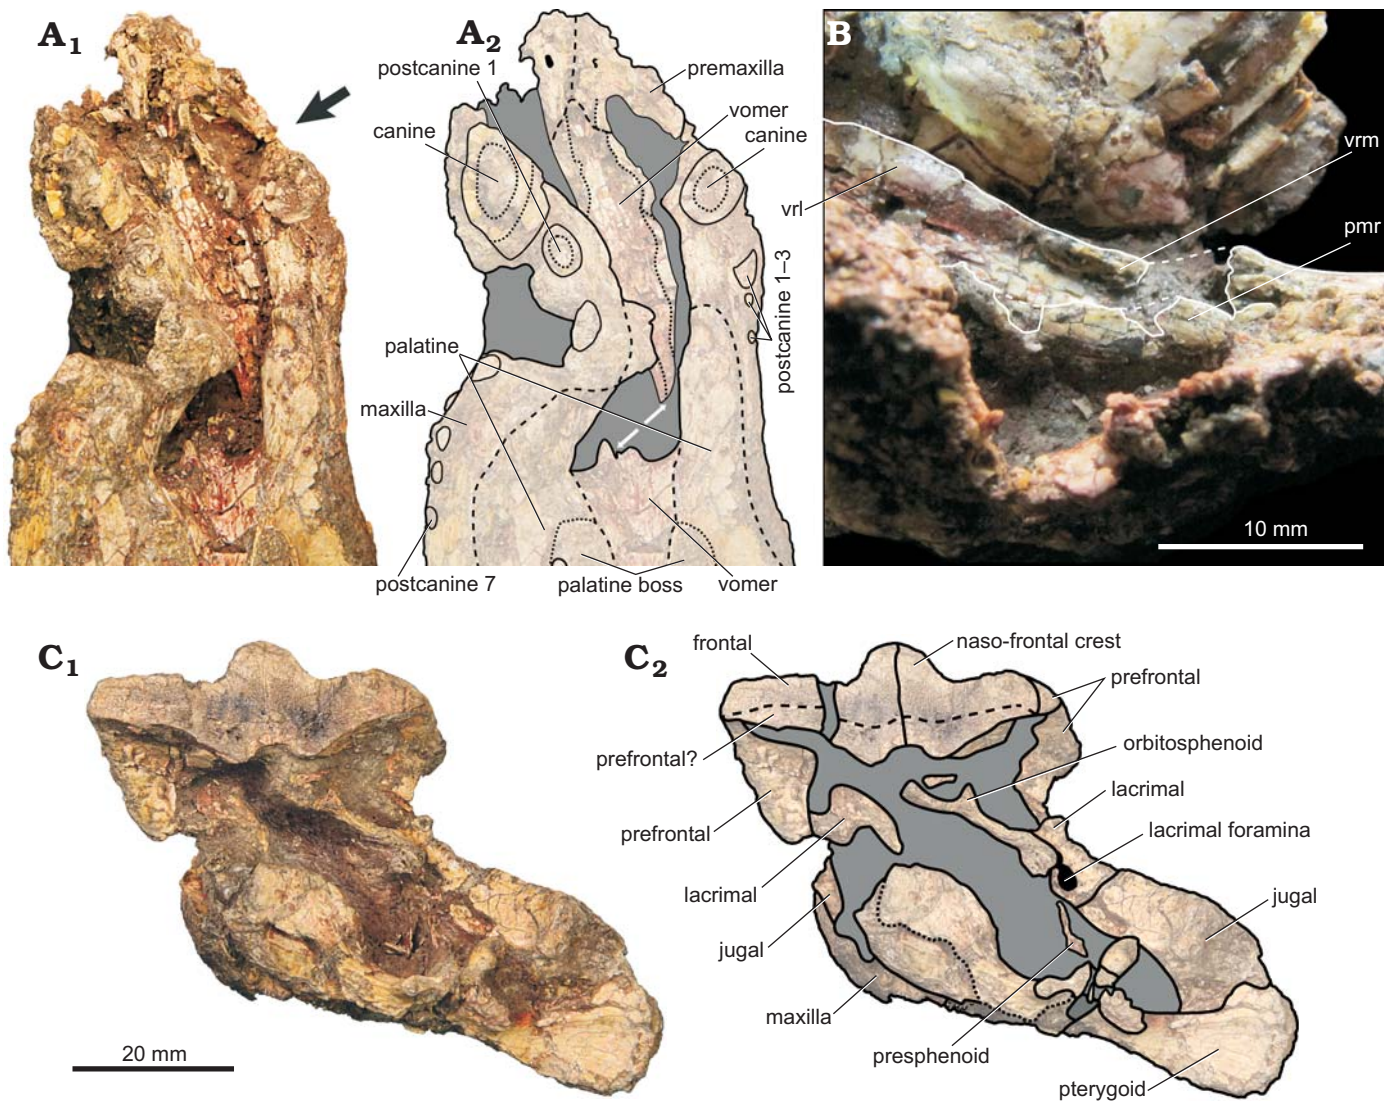 A1
A2
B
postcanine 1
premaxilla
canine
vomer
canine
vrm
vrl
pmr
postcanine 1–3
palatine
maxilla
10 mm
postcanine 7
palatine boss
vomer
C1
C2
frontal
naso-frontal crest
prefrontal
orbitosphenoid
prefrontal?
lacrimal
prefrontal
lacrimal foramina
lacrimal
jugal
jugal
maxilla
presphenoid
20 mm
pterygoid